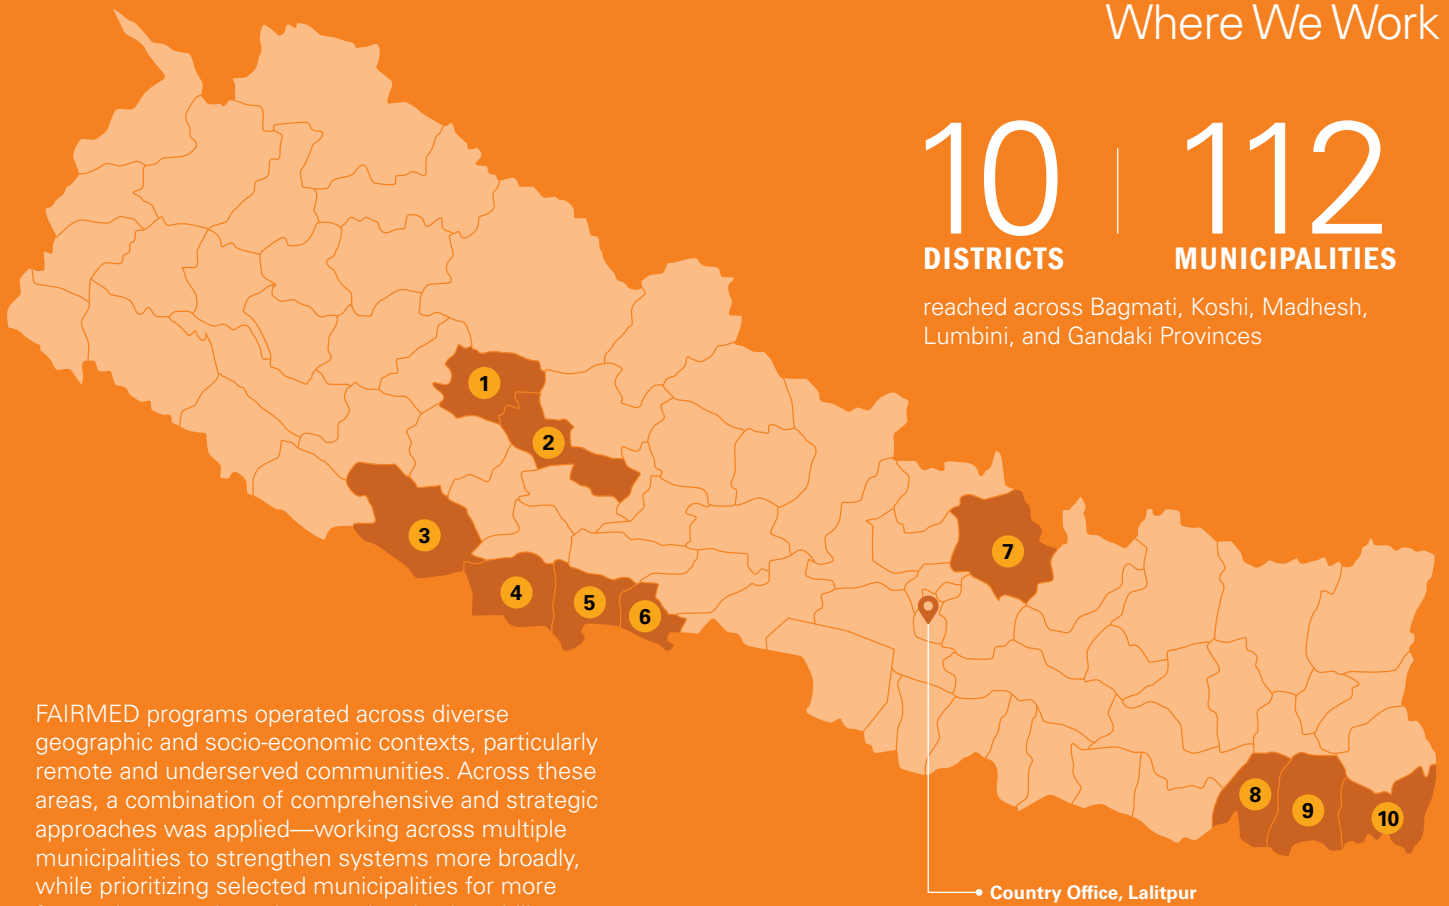 Where We Work
10
DISTRICTS
112
MUNICIPALITIES
reached across Bagmati, Koshi, Madhesh,
Lumbini, and Gandaki Provinces
1
2
3
4
5
6
7
8
9
10
FAIRMED programs operated across diverse
geographic and socio-economic contexts, particularly
remote and underserved communities. Across these
areas, a combination of comprehensive and strategic
approaches was applied—working across multiple
municipalities to strengthen systems more broadly,
while prioritizing selected municipalities for more
Country Office, Lalitpur